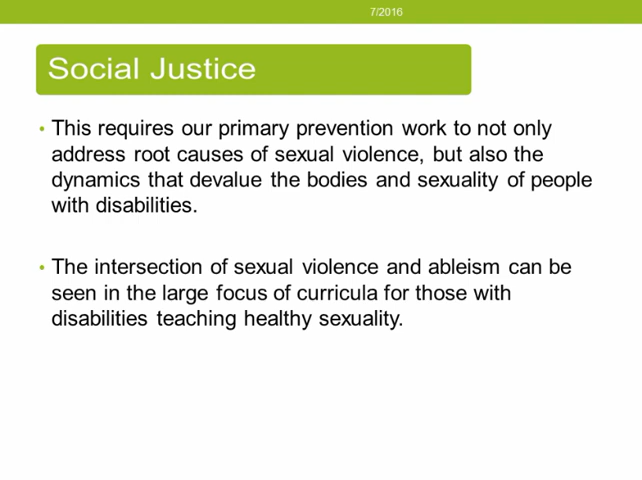 7/2016
Social Justice
• This requires our primary prevention work to not only
address root causes of sexual violence, but also the
dynamics that devalue the bodies and sexuality of people
with disabilities.
• The intersection of sexual violence and ableism can be
seen in the large focus of curricula for those with
disabilities teaching healthy sexuality.